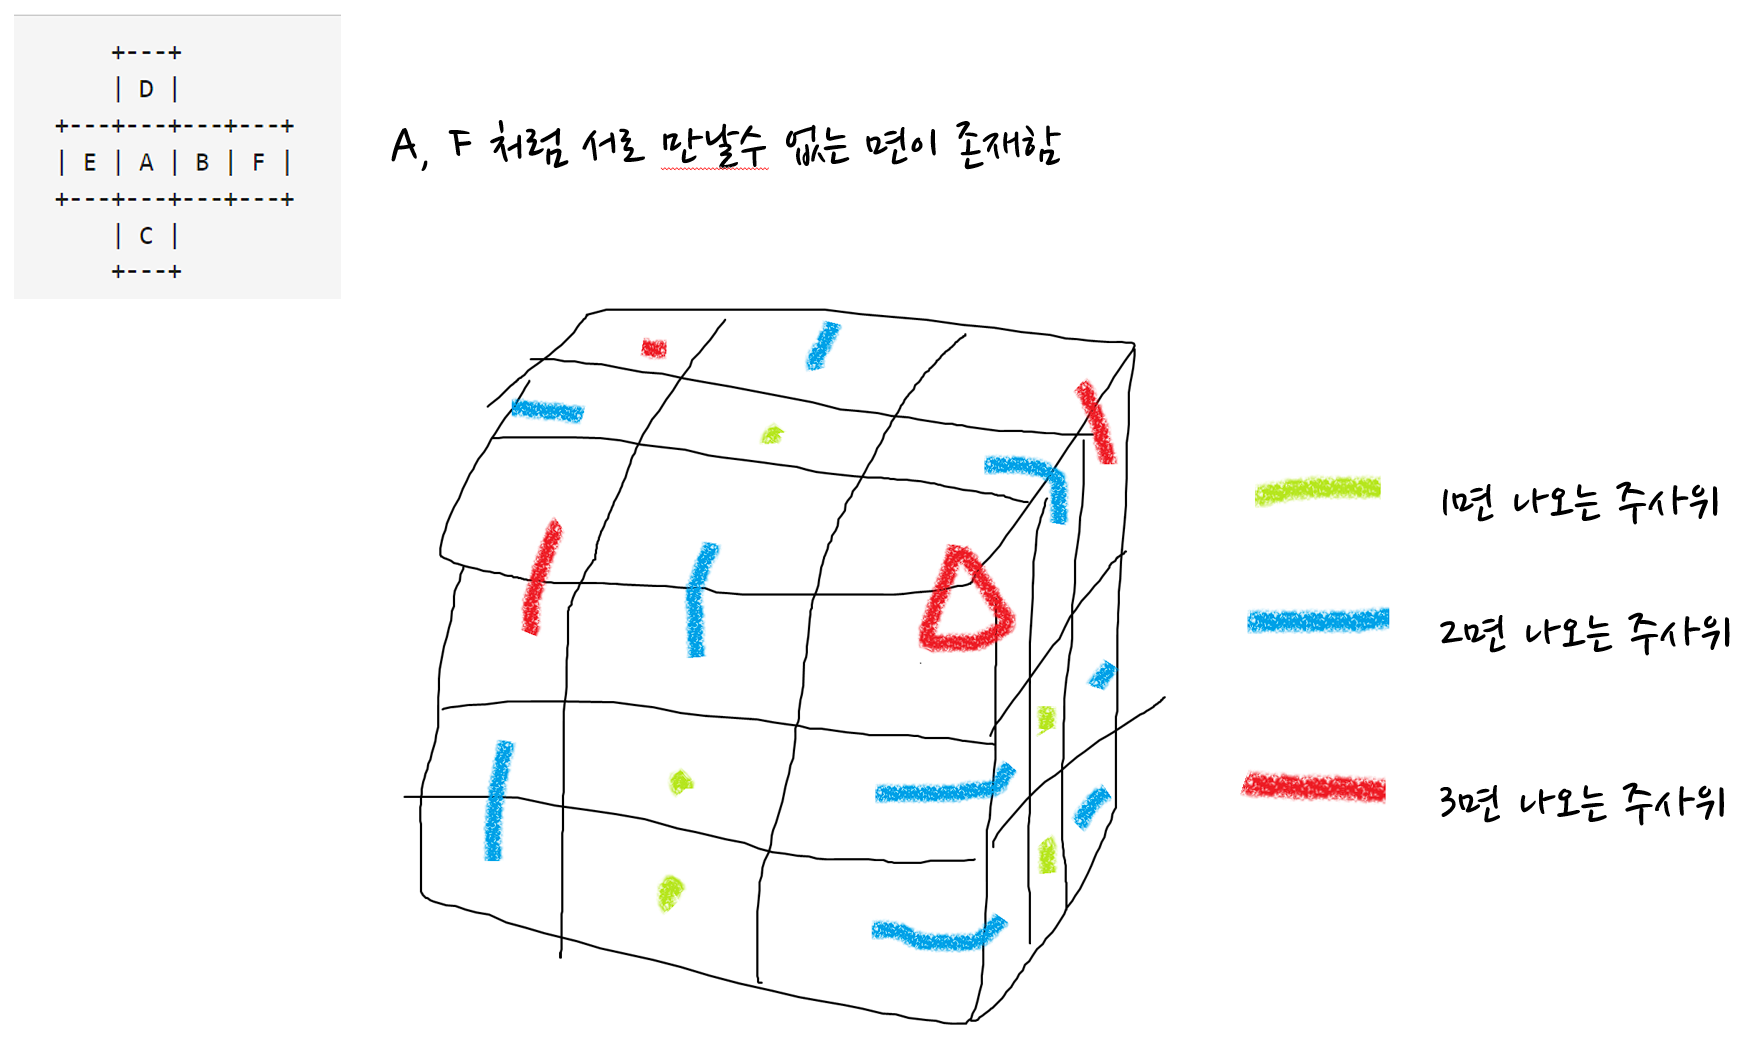 +---+
| D |
+---+---+---+---+
| E | A | B | F |
+---+---+---+---+
| C |
+---+
A, F 처럼 서로 만날수 없는 면이 존재함
1면 나오는 주사위
2면 나오는 주사위
3면 나오는 주사위